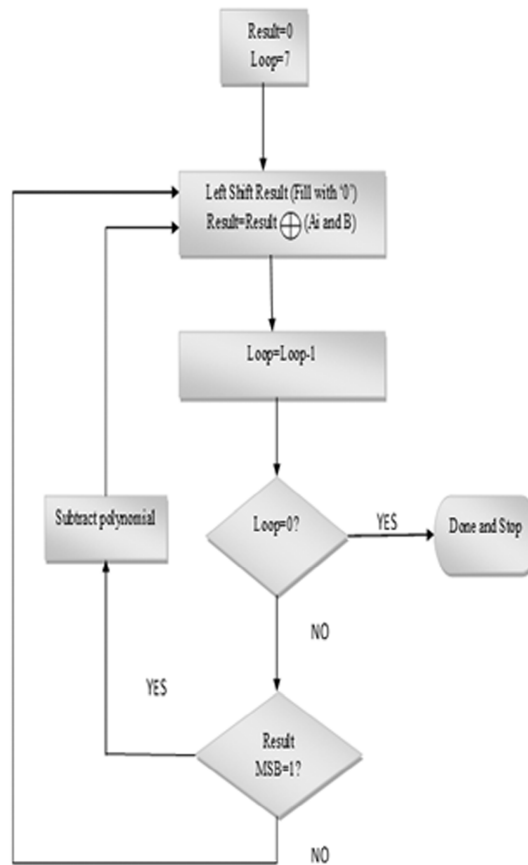 Result=0
Loop=7
Left Shift Result (Fill with ‘0’)
Result=Result ⊕ (Ai and B)
Loop=Loop-1
Subtract polynomial
Loop=0?
YES
Done and Stop
NO
YES
Result
MSB=1?
NO